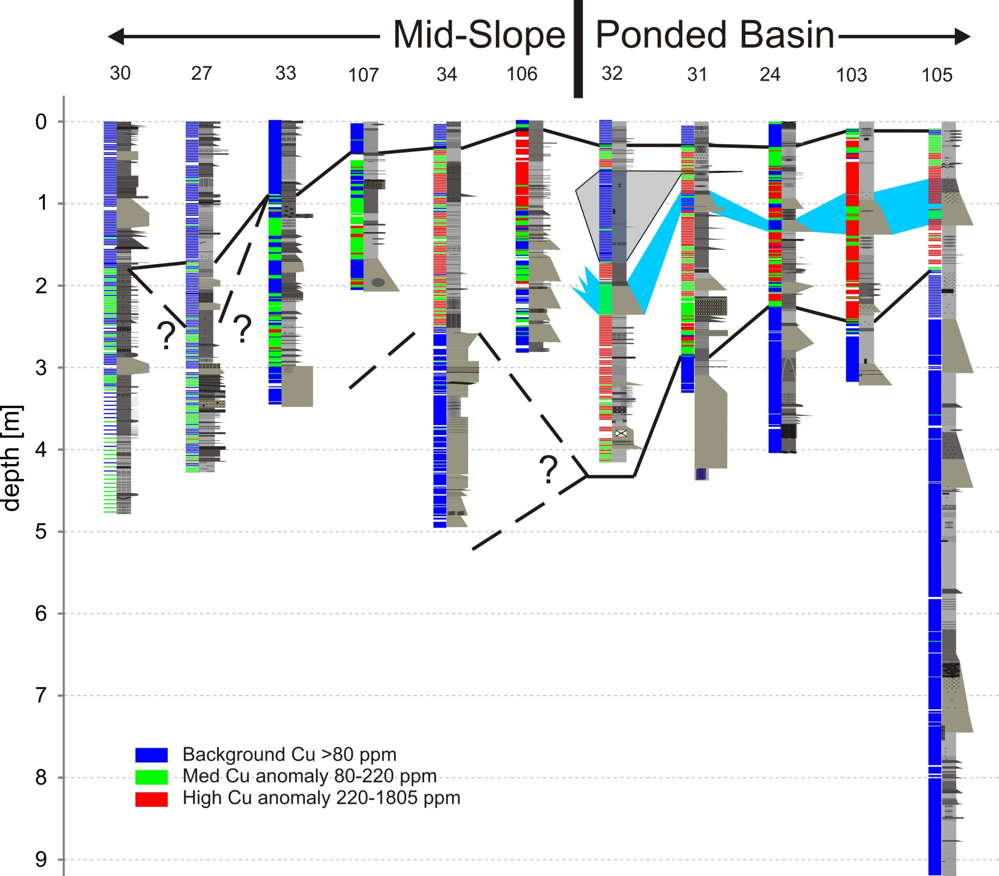 Mid-Slope Ponded Basin
30 27 33 107 34 106 32 31 24 103 105
0
1
2
? ?
3
4
?
depth [m]
5
6
7
Background Cu >80 ppm
8
Med Cu anomaly 80-220 ppm
High Cu anomaly 220-1805 ppm
9